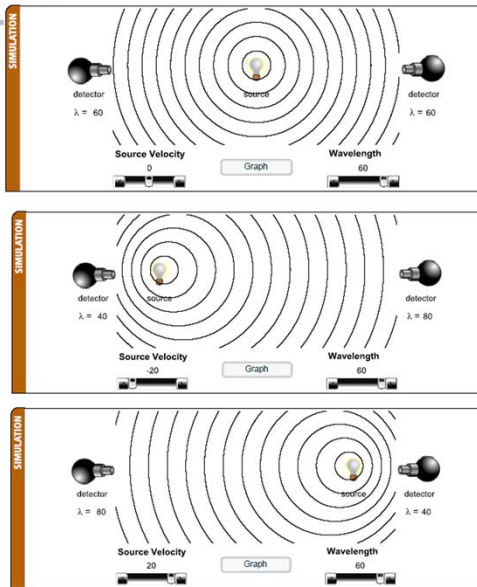 SIMULATION
source
detector
λ = 60
detector
λ = 60
Source Velocity
0
Graph
Wavelength
60
SIMULATION
source
detector
λ = 40
detector
λ = 80
Source Velocity
-20
Graph
Wavelength
60
SIMULATION
source
detector
λ = 80
detector
λ = 40
Source Velocity
20
Graph
Wavelength
60